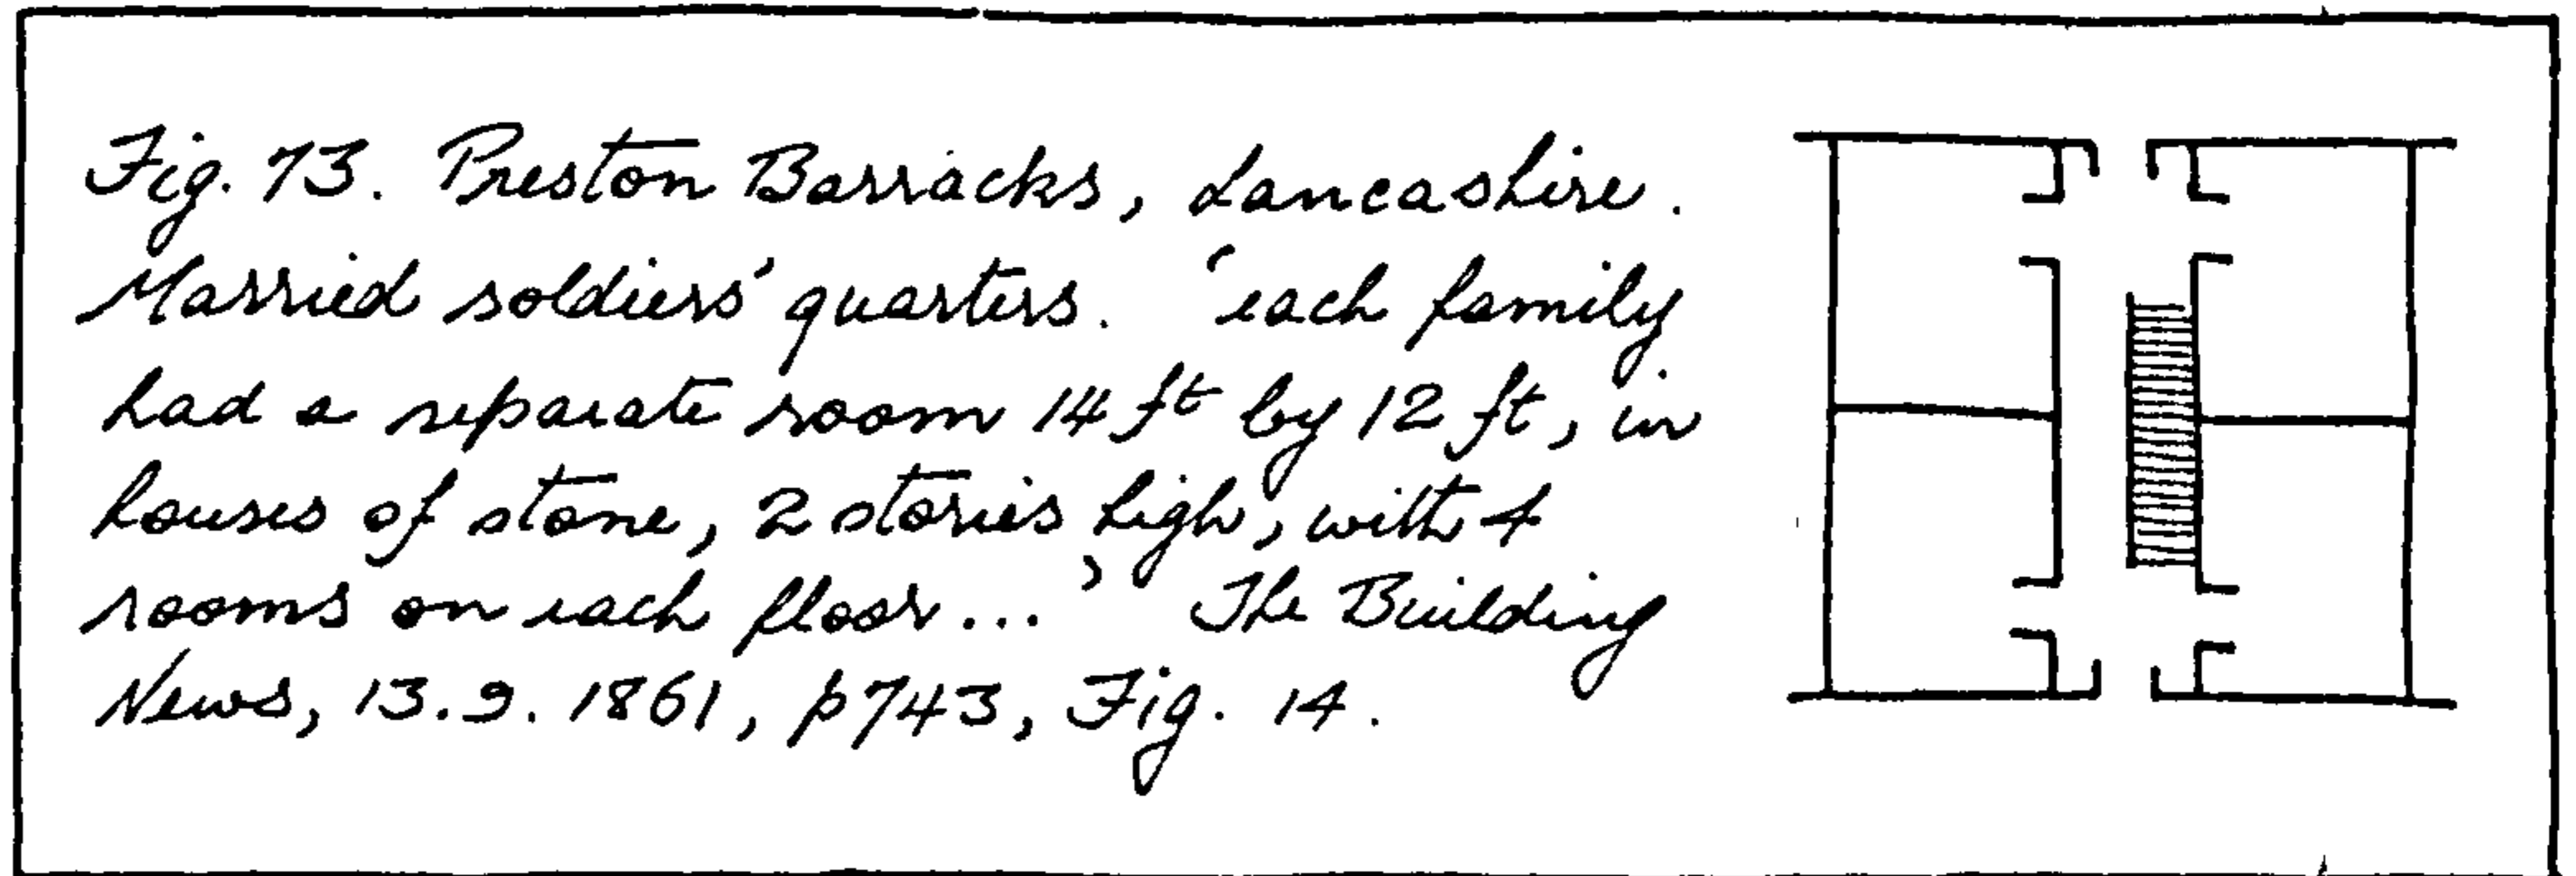 Fig. 73. Preston Barracks, Lancashire.
Married soldiers' quarters. 'each family
had a separate room 14 ft by 12 ft, in
houses of stone, 2 stories high, with 4
rooms on each floor...' The Building
News, 13.9.1861, p743, Fig. 14.